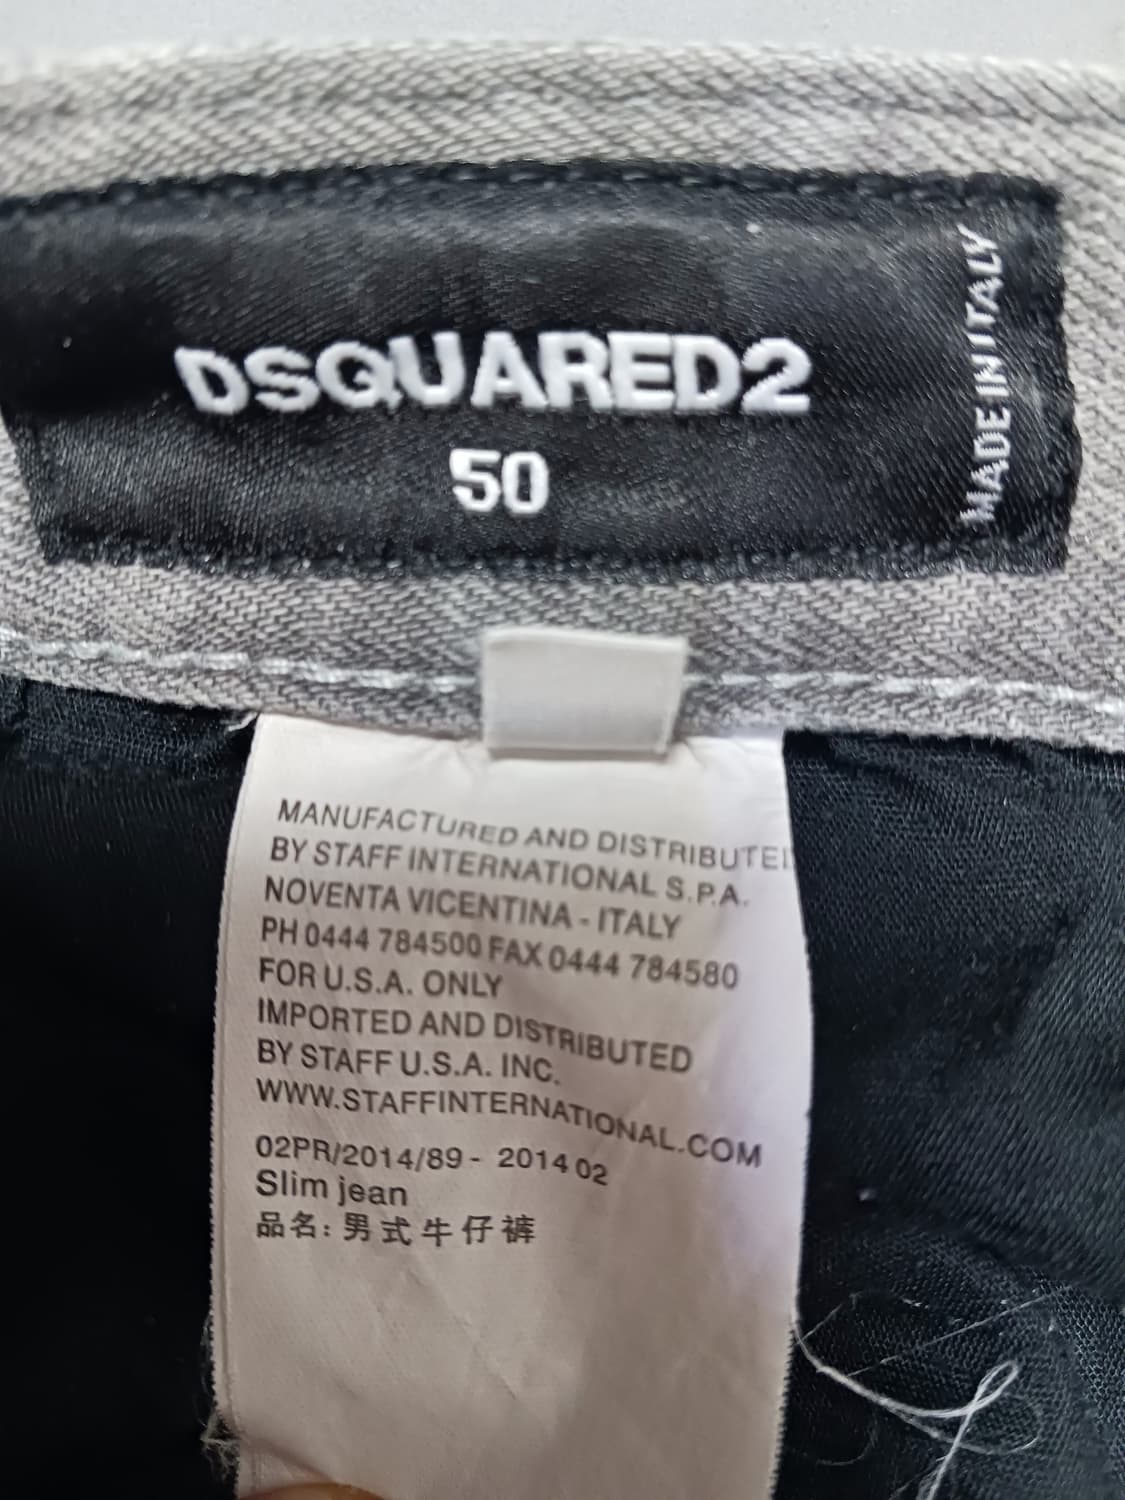 DSQUARED2
50
MADE IN ITALY
MANUFACTURED AND DISTRIBUTED
BY STAFF INTERNATIONAL S.P.A.
NOVENTA VICENTINA - ITALY
PH 0444 784500 FAX 0444 784580
FOR U.S.A. ONLY
IMPORTED AND DISTRIBUTED
BY STAFF U.S.A. INC.
WWW.STAFFINTERNATIONAL.COM
02PR/2014/89 - 2014 02
Slim jean
品名: 男式牛仔裤